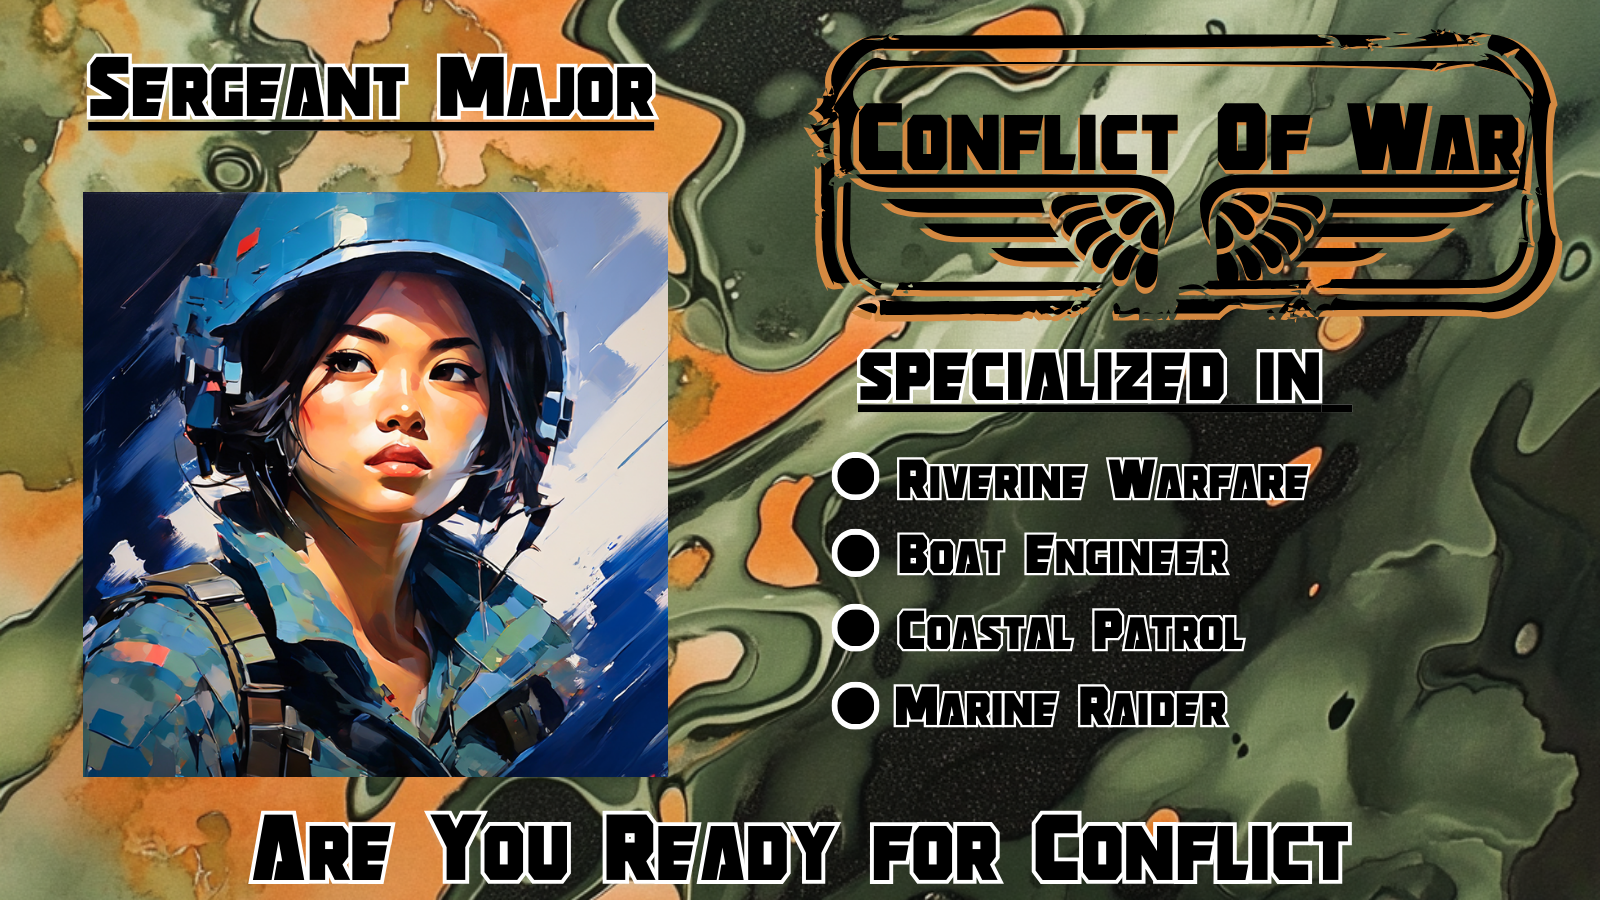 Sergeant Major
Conflict Of War
Specialized in
Riverine Warfare
Boat Engineer
Coastal Patrol
Marine Raider
Are You Ready for Conflict